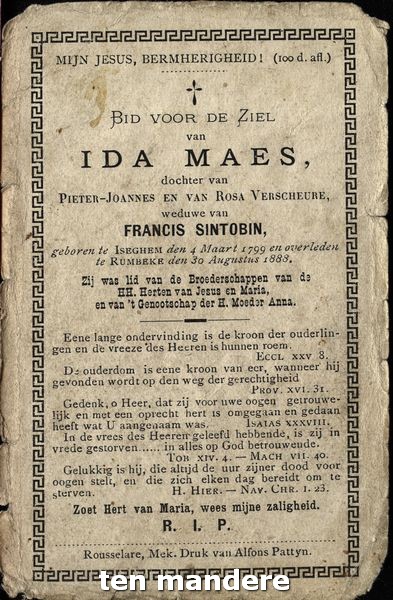 MIJN JESUS, BERMHERIGHEID! (100 d. afl.)
BID VOOR DE ZIEL
van
IDA MAES,
dochter van
PIETER-JOANNES EN VAN ROSA VERSCHEURE,
weduwe van
FRANCIS SINTOBIN,
geboren te ISEGHEM den 4 Maart 1799 en overleden
te RUMBEKE den 30 Augustus 1883.
Zij was lid van de Broederschappen van de
HH. Herten van Jesus en Maria,
en van 't Genootschap der H. Moeder Anna.
Eene lange ondervinding is de kroon der ouderlin-
gen en de vreeze des Heeren is hunnen roem.
ECCL XXV 8.
De ouderdom is eene kroon van eer, wanneer hij
gevonden wordt op den weg der gerechtigheid
PROV. XVI. 31.
Gedenk, o Heer, dat zij voor uwe oogen getrouwe-
lijk en met een oprecht hert is omgegaan en gedaan
heeft wat U aangenaam was. ISAIAS XXXVIII.
In de vrees des Heeren geleefd hebbende, is zij in
vrede gestorven ..... in alles op God betrouwende.
TOB XIV. 4. — MACH VII. 40.
Gelukkig is hij, die altijd de uur zijner dood voor
oogen stelt, en die zich elken dag bereidt om te
sterven. H. HIER. — NAV. CHR. I. 23.
Zoet Hert van Maria, wees mijne zaligheid.
R. I. P.
Rousselare, Mek. Druk van Alfons Pattyn.
ten mandere